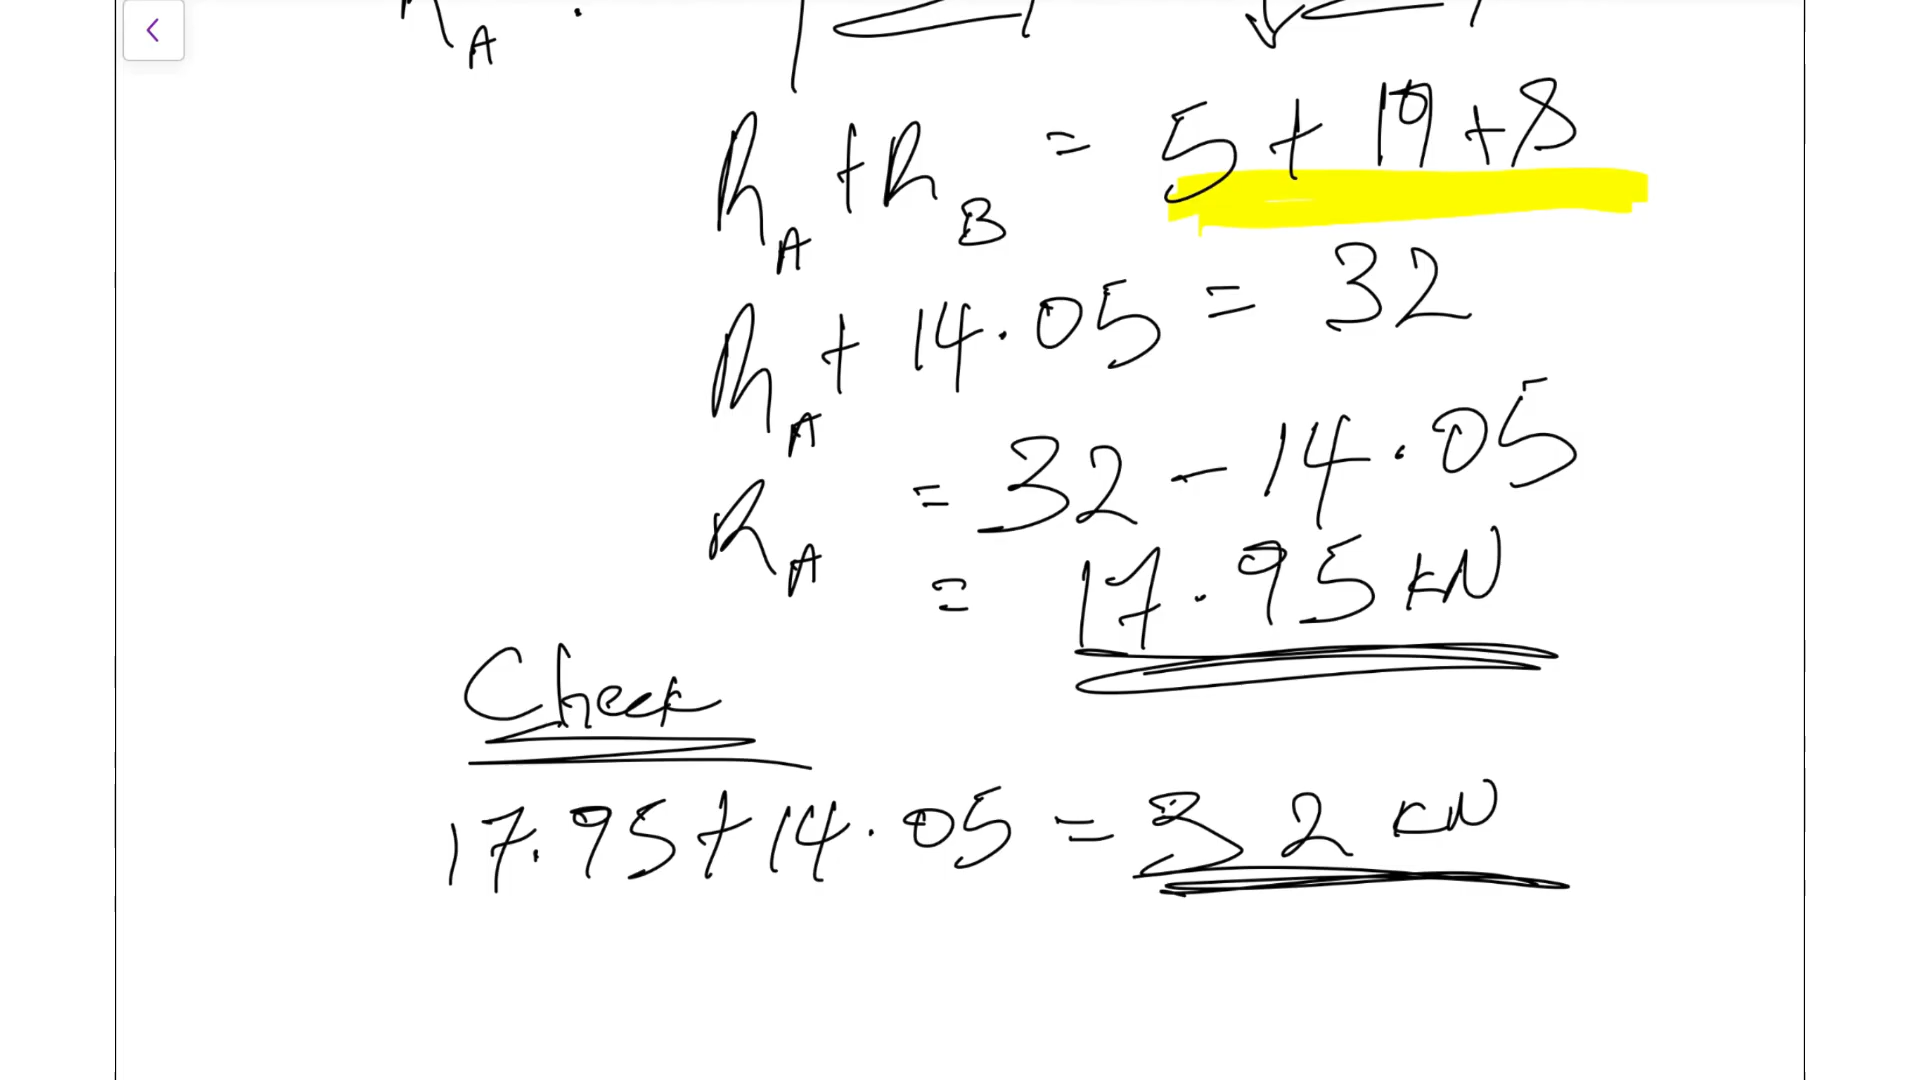 R_A
R_A + R_B = 5 + 19 + 8
R_A + 14.05 = 32
R_A = 32 - 14.05
= 17.95 kN
Check
17.95 + 14.05 = 32 kN